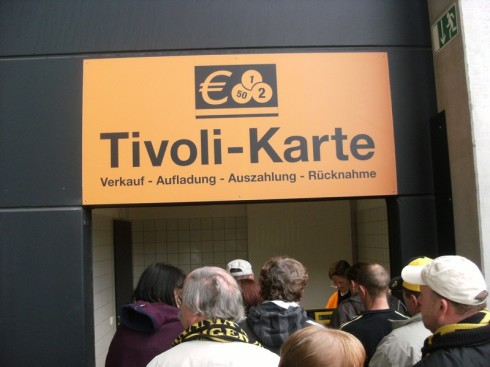 € 1
50 2
Tivoli-Karte
Verkauf - Aufladung - Auszahlung - Rücknahme